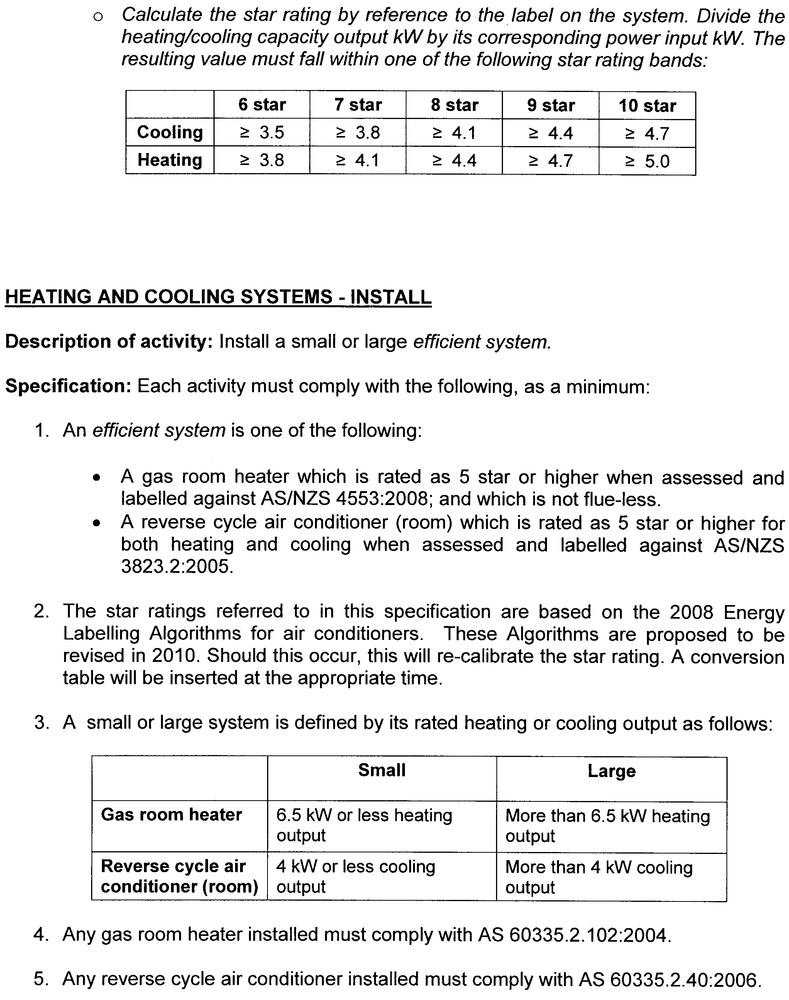 o Calculate the star rating by reference to the label on the system. Divide the
heating/cooling capacity output kW by its corresponding power input kW. The
resulting value must fall within one of the following star rating bands:
6 star 7 star 8 star 9 star 10 star
Cooling ≥ 3.5 ≥ 3.8 ≥ 4.1 ≥ 4.4 ≥ 4.7
Heating ≥ 3.8 ≥ 4.1 ≥ 4.4 ≥ 4.7 ≥ 5.0
HEATING AND COOLING SYSTEMS - INSTALL
Description of activity: Install a small or large efficient system.
Specification: Each activity must comply with the following, as a minimum:
1. An efficient system is one of the following:
• A gas room heater which is rated as 5 star or higher when assessed and
labelled against AS/NZS 4553:2008; and which is not flue-less.
• A reverse cycle air conditioner (room) which is rated as 5 star or higher for
both heating and cooling when assessed and labelled against AS/NZS
3823.2:2005.
2. The star ratings referred to in this specification are based on the 2008 Energy
Labelling Algorithms for air conditioners. These Algorithms are proposed to be
revised in 2010. Should this occur, this will re-calibrate the star rating. A conversion
table will be inserted at the appropriate time.
3. A small or large system is defined by its rated heating or cooling output as follows:
Small Large
Gas room heater 6.5 kW or less heating More than 6.5 kW heating
output output
Reverse cycle air 4 kW or less cooling More than 4 kW cooling
conditioner (room) output output
4. Any gas room heater installed must comply with AS 60335.2.102:2004.
5. Any reverse cycle air conditioner installed must comply with AS 60335.2.40:2006.